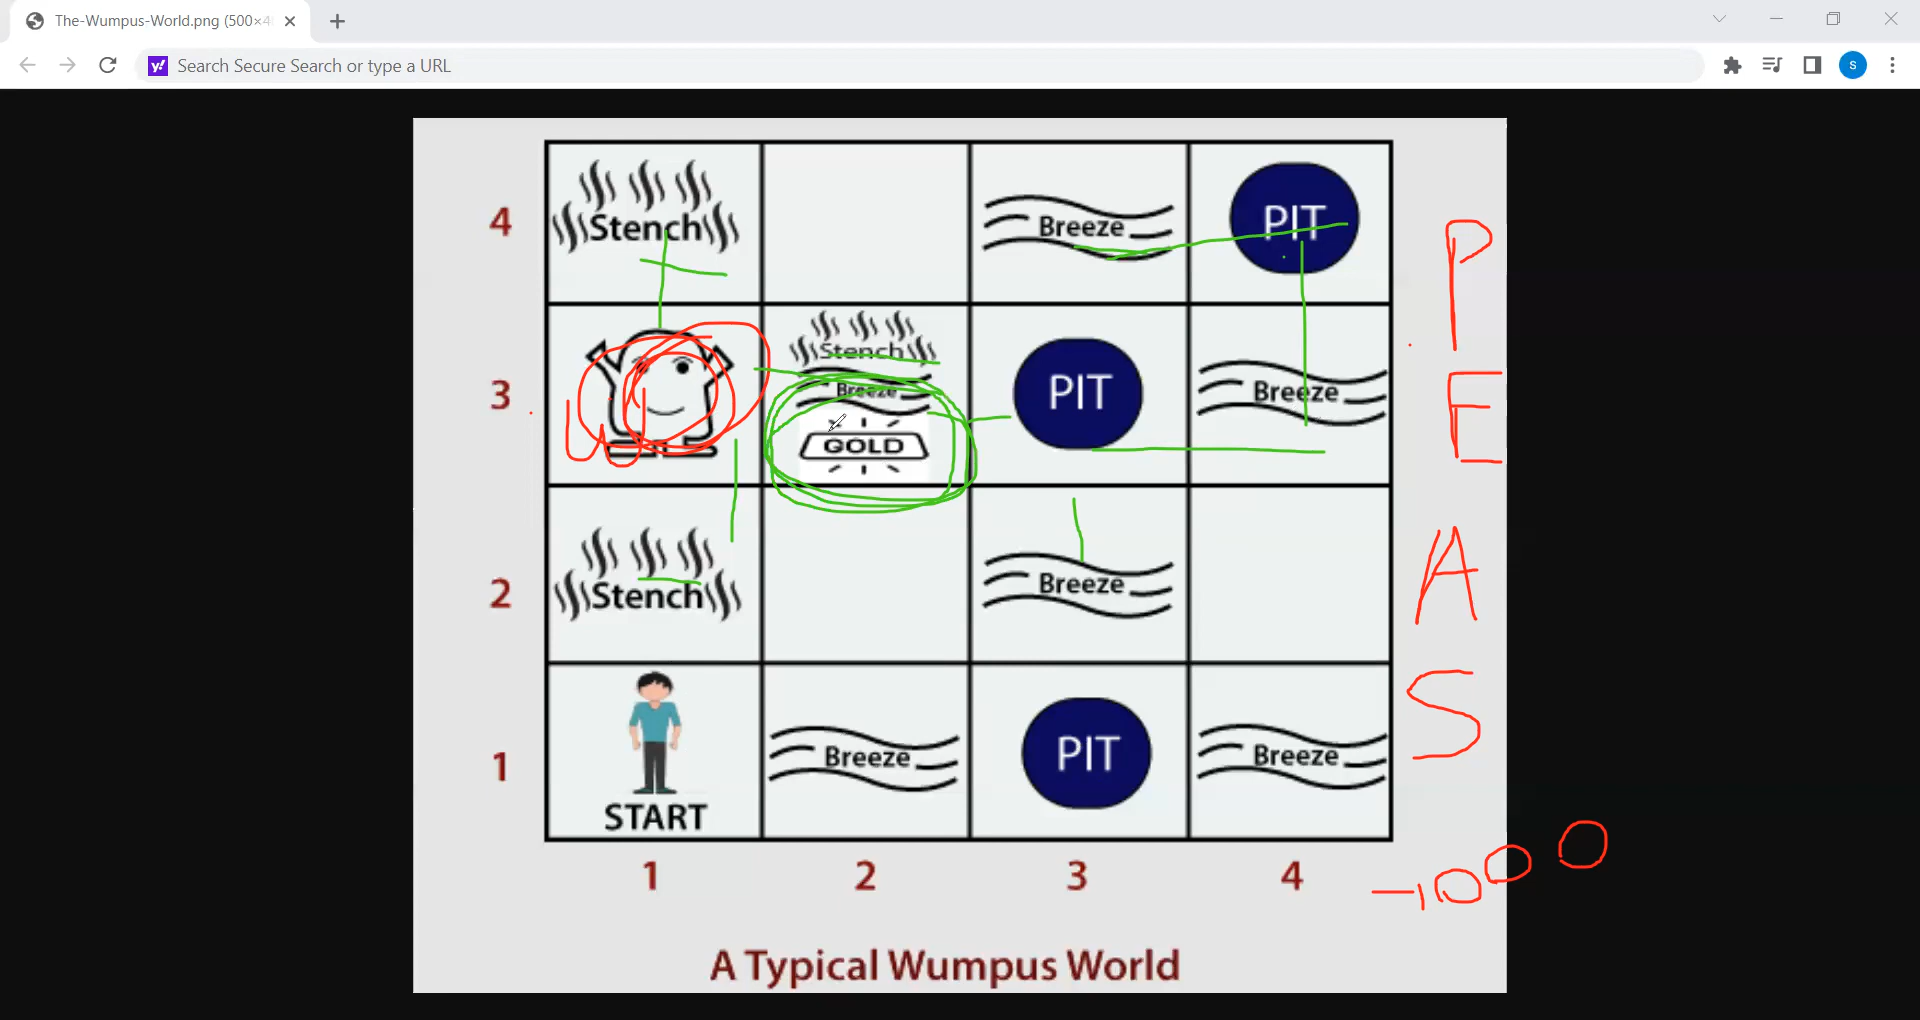 The-Wumpus-World.png (500×4
Search Secure Search or type a URL
S
4
Stench
Breeze
PIT
P
3
W
Stench
Breeze
GOLD
PIT
Breeze
E
2
Stench
Breeze
A
START
1
Breeze
PIT
Breeze
S
1
2
3
4
-1000
A Typical Wumpus World